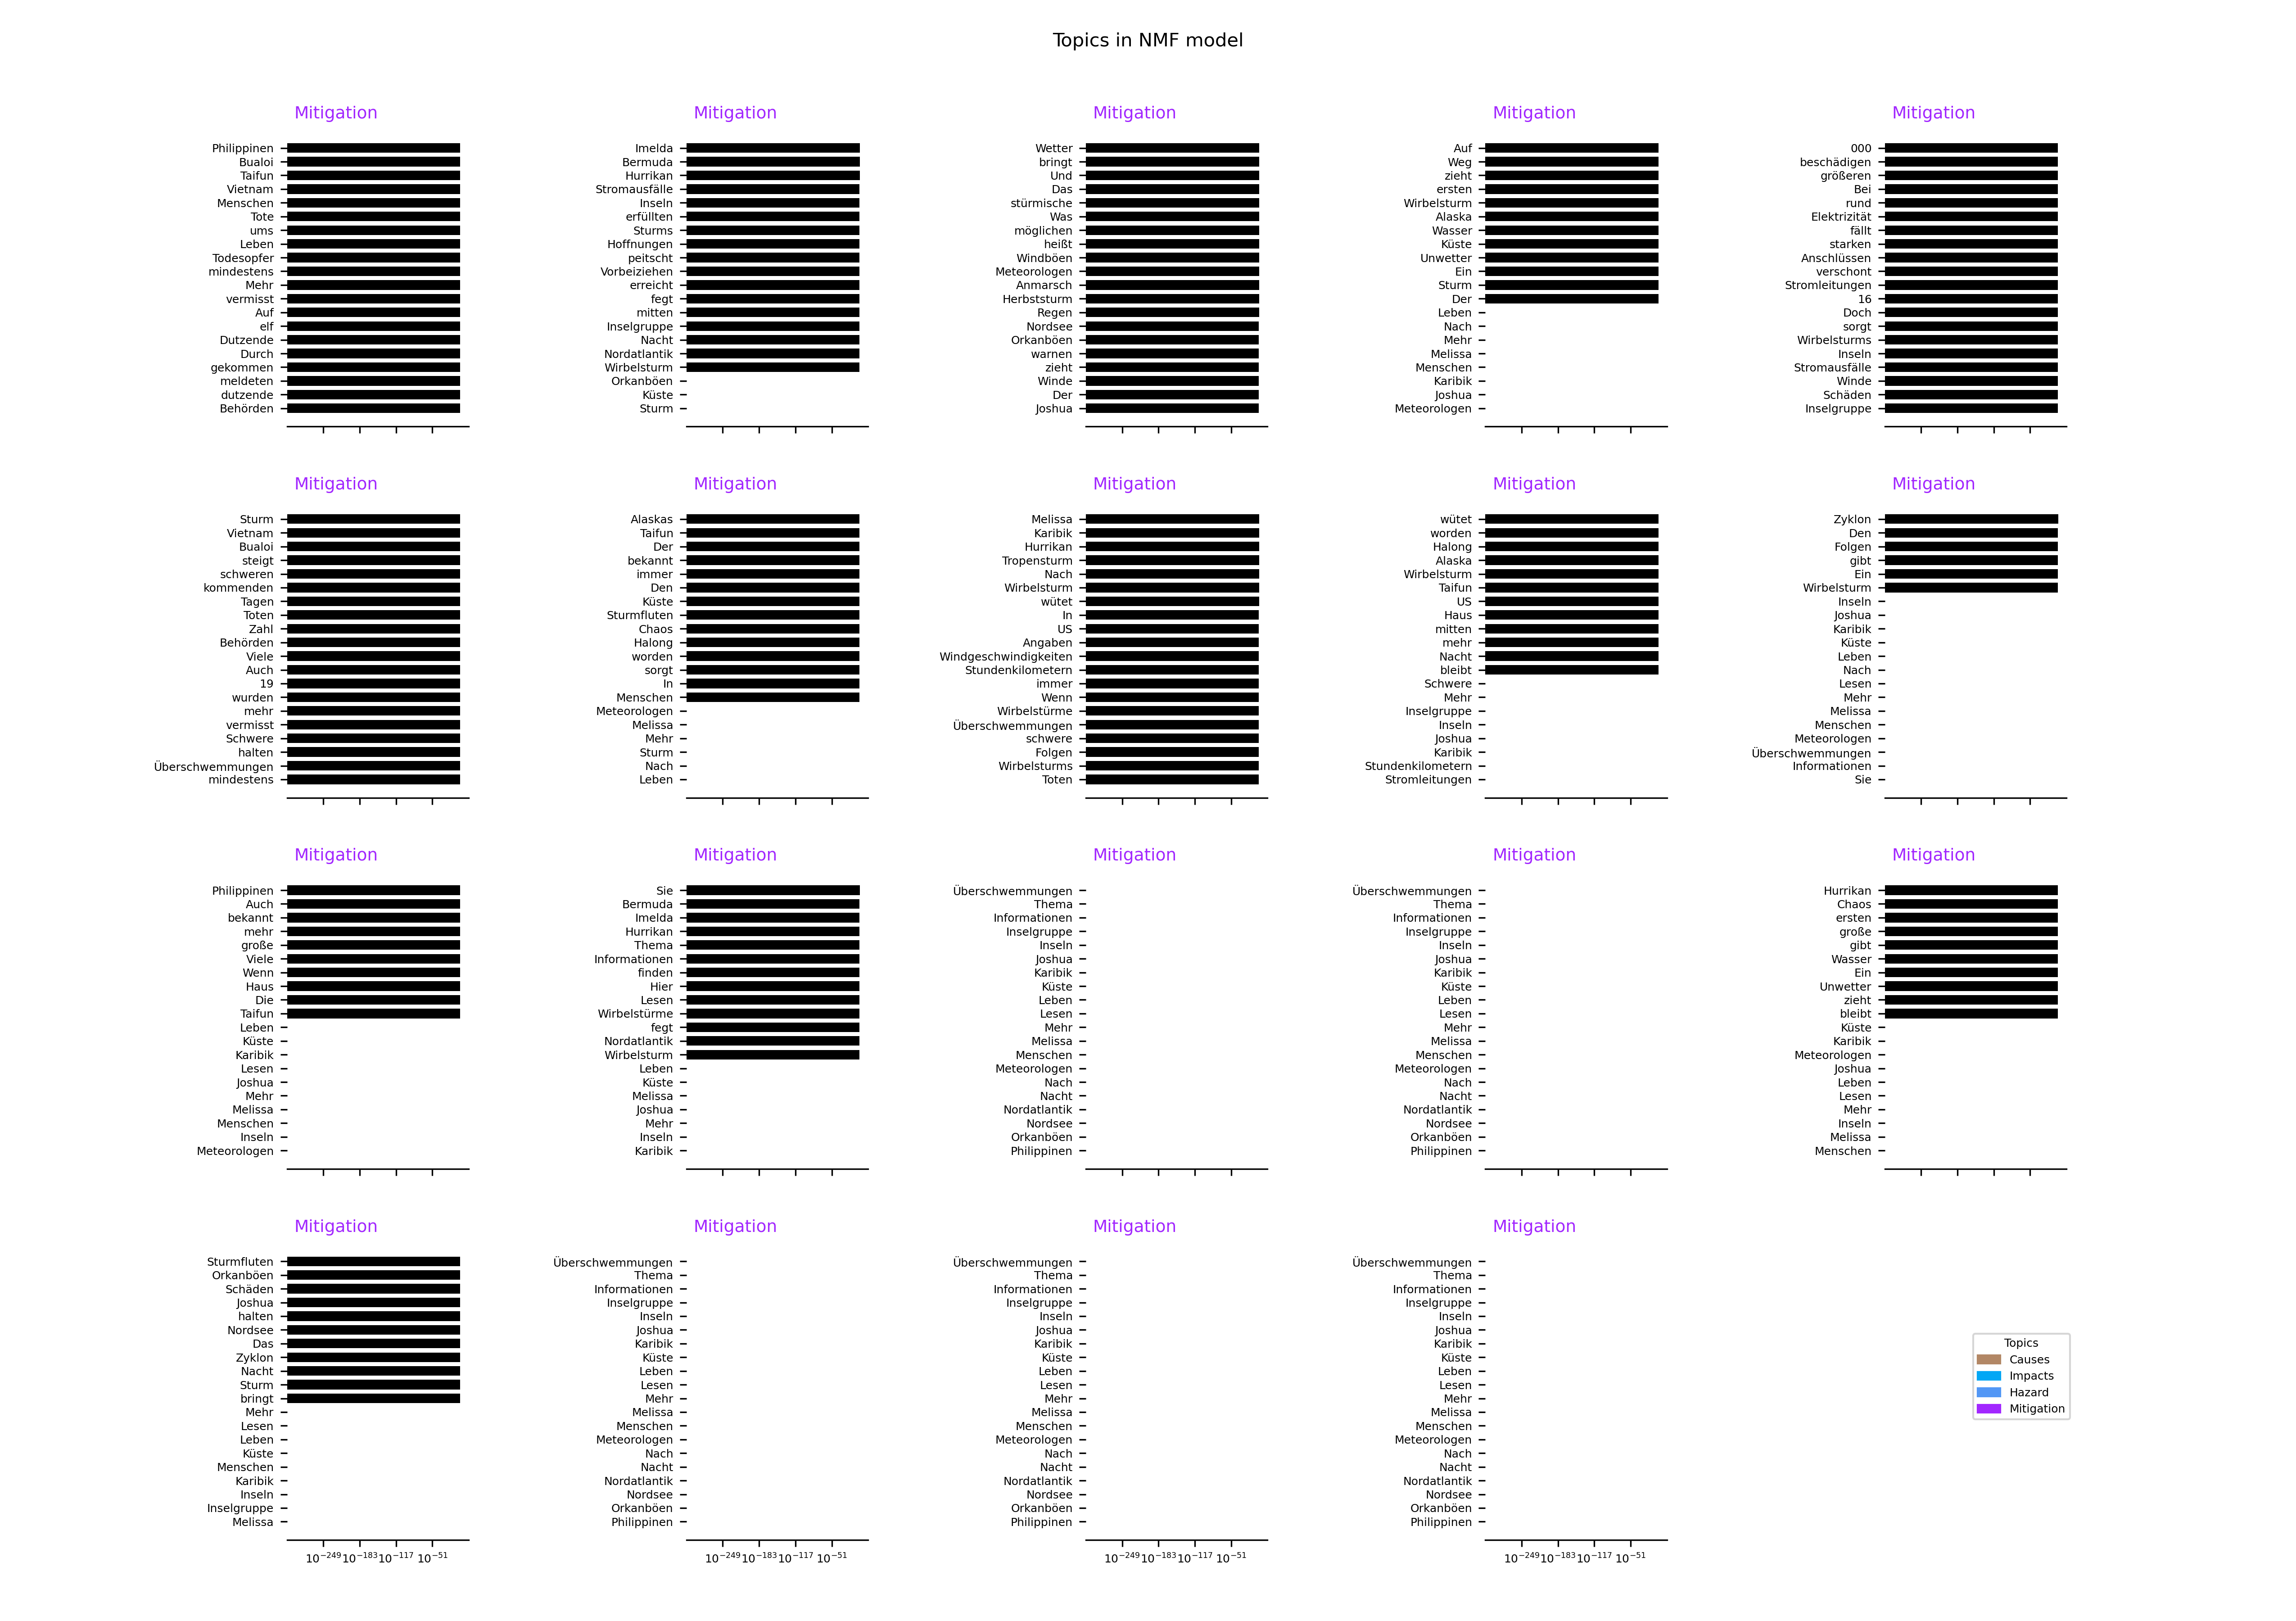 Topics in NMF model
Mitigation
Philippinen
Bualoi
Taifun
Vietnam
Menschen
Tote
ums
Leben
Todesopfer
mindestens
Mehr
vermisst
Auf
elf
Dutzende
Durch
gekommen
meldeten
dutzende
Behörden
Mitigation
Imelda
Bermuda
Hurrikan
Stromausfälle
Inseln
erfüllten
Sturms
Hoffnungen
peitscht
Vorbeiziehen
erreicht
fegt
mitten
Inselgruppe
Nacht
Nordatlantik
Wirbelsturm
Orkanböen
Küste
Sturm
Mitigation
Wetter
bringt
Und
Das
stürmische
Was
möglichen
heißt
Windböen
Meteorologen
Anmarsch
Herbststurm
Regen
Nordsee
Orkanböen
warnen
zieht
Winde
Der
Joshua
Mitigation
Auf
Weg
zieht
ersten
Wirbelsturm
Alaska
Wasser
Küste
Unwetter
Ein
Sturm
Der
Leben
Nach
Mehr
Melissa
Menschen
Karibik
Joshua
Meteorologen
Mitigation
000
beschädigen
größeren
Bei
rund
Elektrizität
fällt
starken
Anschlüssen
verschont
Stromleitungen
16
Doch
sorgt
Wirbelsturms
Inseln
Stromausfälle
Winde
Schäden
Inselgruppe
Mitigation
Sturm
Vietnam
Bualoi
steigt
schweren
kommenden
Tagen
Toten
Zahl
Behörden
Viele
Auch
19
wurden
mehr
vermisst
Schwere
halten
Überschwemmungen
mindestens
Mitigation
Alaskas
Taifun
Der
bekannt
immer
Den
Küste
Sturmfluten
Chaos
Halong
worden
sorgt
In
Menschen
Meteorologen
Melissa
Mehr
Sturm
Nach
Leben
Mitigation
Melissa
Karibik
Hurrikan
Tropensturm
Nach
Wirbelsturm
wütet
In
US
Angaben
Windgeschwindigkeiten
Stundenkilometern
immer
Wenn
Wirbelstürme
Überschwemmungen
schwere
Folgen
Wirbelsturms
Toten
Mitigation
wütet
worden
Halong
Alaska
Wirbelsturm
Taifun
US
Haus
mitten
mehr
Nacht
bleibt
Schwere
Mehr
Inselgruppe
Inseln
Joshua
Karibik
Stundenkilometern
Stromleitungen
Mitigation
Zyklon
Den
Folgen
gibt
Ein
Wirbelsturm
Inseln
Joshua
Karibik
Küste
Leben
Nach
Lesen
Mehr
Melissa
Menschen
Meteorologen
Überschwemmungen
Informationen
Sie
Mitigation
Philippinen
Auch
bekannt
mehr
große
Viele
Wenn
Haus
Die
Taifun
Leben
Küste
Karibik
Lesen
Joshua
Mehr
Melissa
Menschen
Inseln
Meteorologen
Mitigation
Sie
Bermuda
Imelda
Hurrikan
Thema
Informationen
finden
Hier
Lesen
Wirbelstürme
fegt
Nordatlantik
Wirbelsturm
Leben
Küste
Melissa
Joshua
Mehr
Inseln
Karibik
Mitigation
Überschwemmungen
Thema
Informationen
Inselgruppe
Inseln
Joshua
Karibik
Küste
Leben
Lesen
Mehr
Melissa
Menschen
Meteorologen
Nach
Nacht
Nordatlantik
Nordsee
Orkanböen
Philippinen
Mitigation
Überschwemmungen
Thema
Informationen
Inselgruppe
Inseln
Joshua
Karibik
Küste
Leben
Lesen
Mehr
Melissa
Menschen
Meteorologen
Nach
Nacht
Nordatlantik
Nordsee
Orkanböen
Philippinen
Mitigation
Hurrikan
Chaos
ersten
große
gibt
Wasser
Ein
Unwetter
zieht
bleibt
Küste
Karibik
Meteorologen
Joshua
Leben
Lesen
Mehr
Inseln
Melissa
Menschen
Mitigation
Sturmfluten
Orkanböen
Schäden
Joshua
halten
Nordsee
Das
Zyklon
Nacht
Sturm
bringt
Mehr
Lesen
Leben
Küste
Menschen
Karibik
Inseln
Inselgruppe
Melissa
10⁻²⁴⁹ 10⁻¹⁸³ 10⁻¹¹⁷ 10⁻⁵¹
Mitigation
Überschwemmungen
Thema
Informationen
Inselgruppe
Inseln
Joshua
Karibik
Küste
Leben
Lesen
Mehr
Melissa
Menschen
Meteorologen
Nach
Nacht
Nordatlantik
Nordsee
Orkanböen
Philippinen
10⁻²⁴⁹ 10⁻¹⁸³ 10⁻¹¹⁷ 10⁻⁵¹
Mitigation
Überschwemmungen
Thema
Informationen
Inselgruppe
Inseln
Joshua
Karibik
Küste
Leben
Lesen
Mehr
Melissa
Menschen
Meteorologen
Nach
Nacht
Nordatlantik
Nordsee
Orkanböen
Philippinen
10⁻²⁴⁹ 10⁻¹⁸³ 10⁻¹¹⁷ 10⁻⁵¹
Mitigation
Überschwemmungen
Thema
Informationen
Inselgruppe
Inseln
Joshua
Karibik
Küste
Leben
Lesen
Mehr
Melissa
Menschen
Meteorologen
Nach
Nacht
Nordatlantik
Nordsee
Orkanböen
Philippinen
10⁻²⁴⁹ 10⁻¹⁸³ 10⁻¹¹⁷ 10⁻⁵¹
Topics
Causes
Impacts
Hazard
Mitigation